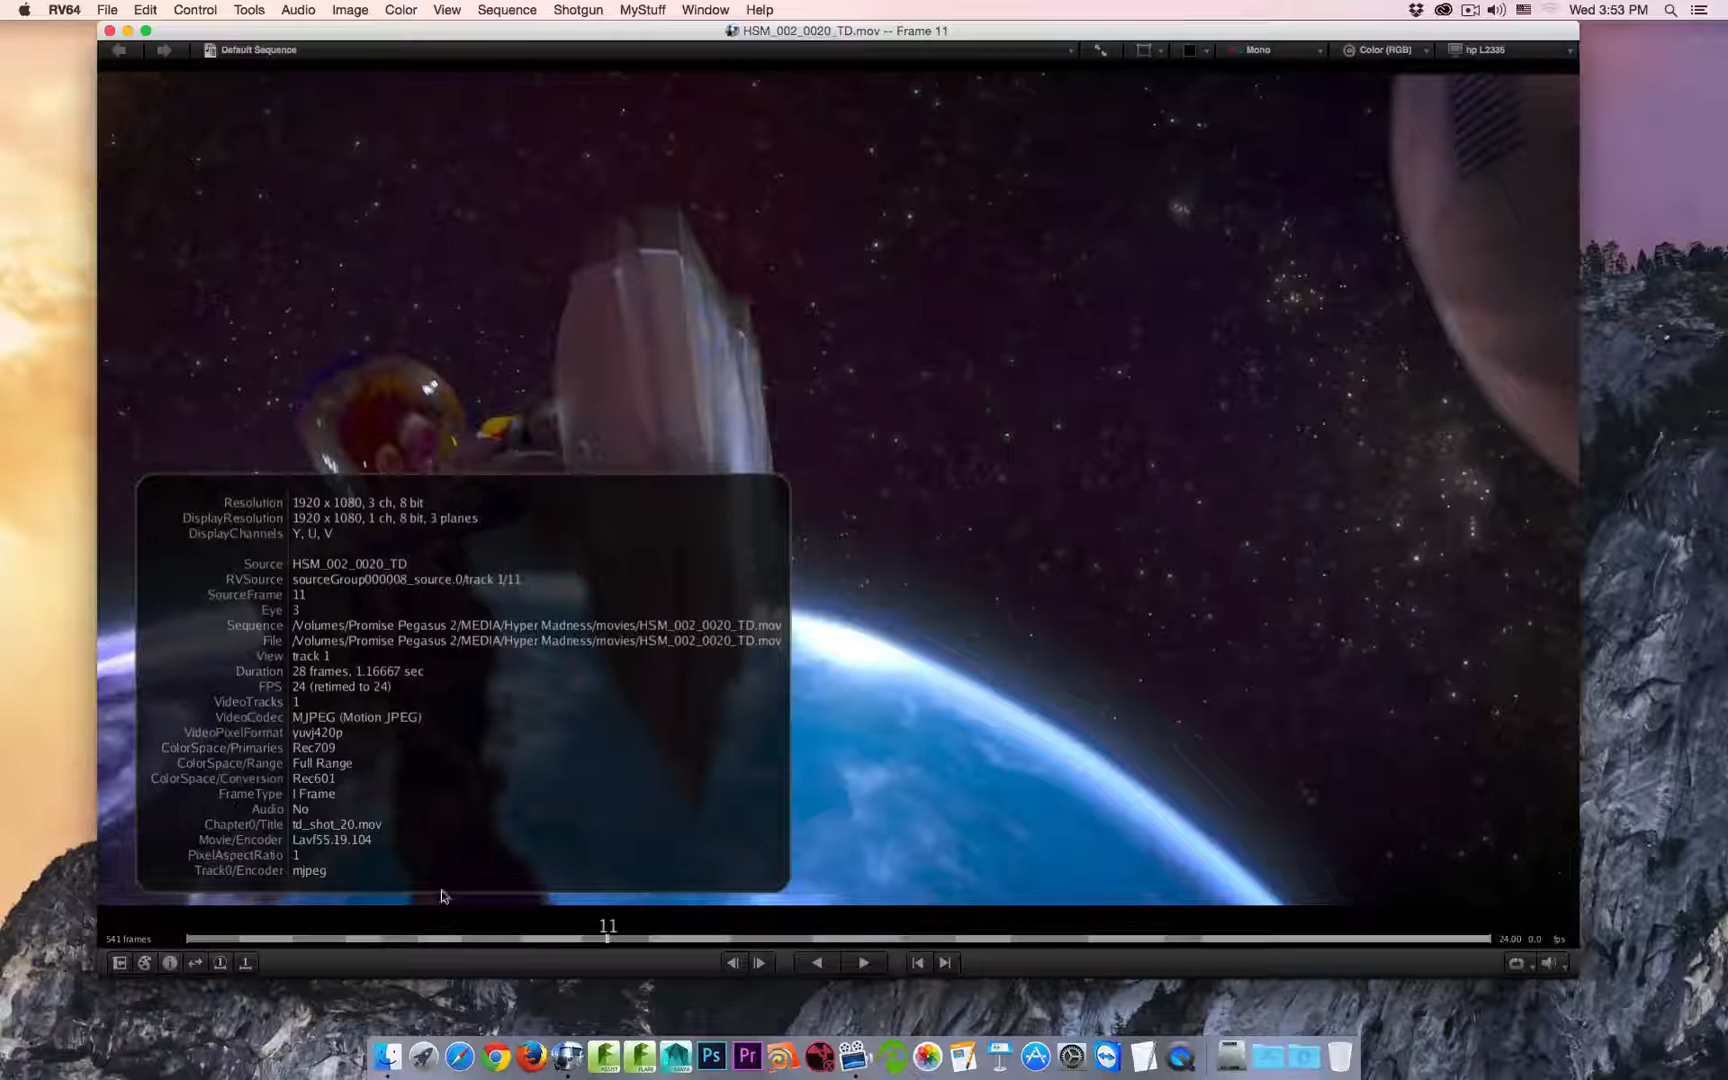 RV64 File Edit Control Tools Audio Image Color View Sequence Shotgun MyStuff Window Help Wed 3:53 PM
HSM_002_0020_TD.mov -- Frame 11
Default Sequence Mono Color (RGB) hp L2335
Resolution 1920 x 1080, 3 ch, 8 bit
DisplayResolution 1920 x 1080, 1 ch, 8 bit, 3 planes
DisplayChannels Y, U, V
Source HSM_002_0020_TD
RVSource sourceGroup000008_source.0/track 1/11
SourceFrame 11
Eye 3
Sequence /Volumes/Promise Pegasus 2/MEDIA/Hyper Madness/movies/HSM_002_0020_TD.mov
File /Volumes/Promise Pegasus 2/MEDIA/Hyper Madness/movies/HSM_002_0020_TD.mov
View track 1
Duration 28 frames, 1.16667 sec
FPS 24 (retimed to 24)
VideoTracks 1
VideoCodec MJPEG (Motion JPEG)
VideoPixelFormat yuvj420p
ColorSpace/Primaries Rec709
ColorSpace/Range Full Range
ColorSpace/Conversion Rec601
FrameType I Frame
Audio No
Chapter0/Title td_shot_20.mov
Movie/Encoder Lavf55.19.104
PixelAspectRatio 1
Track0/Encoder mjpeg
11
541 frames 24.00 0.0 fps
ASSIST FLARE MAYA Ps Pr